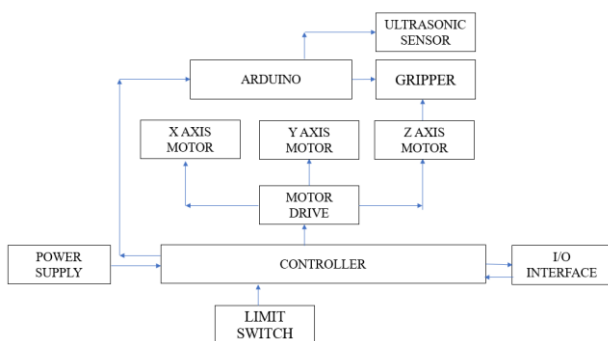 ULTRASONIC
SENSOR
ARDUINO
GRIPPER
X AXIS
MOTOR
Y AXIS
MOTOR
Z AXIS
MOTOR
MOTOR
DRIVE
POWER
SUPPLY
CONTROLLER
I/O
INTERFACE
LIMIT
SWITCH